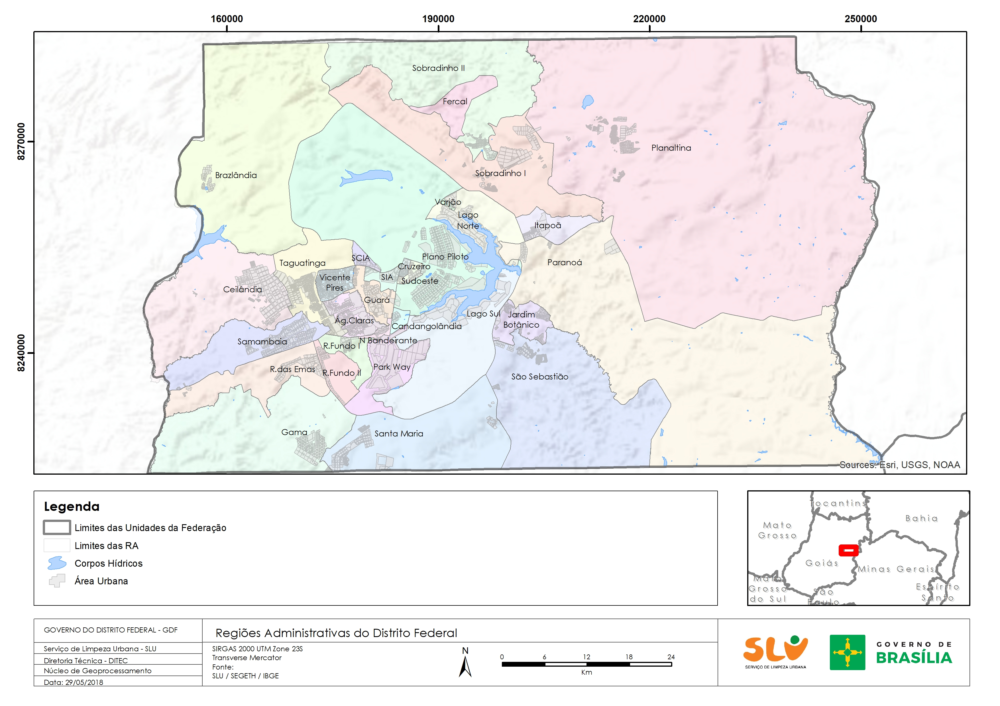 160000
190000
220000
250000
8270000
8240000
Sobradinho II
Fercal
Planaltina
Brazlândia
Sobradinho I
Varjão
Lago
Norte
Itapoã
Plano Piloto
SCIA
Taguatinga
Cruzeiro
Paranoá
Vicente
Pires
SIA
Sudoeste
Ceilândia
Guará
Lago Sul
Jardim
Botânico
Ág.Claras
Candangolândia
Samambaia
N Bandeirante
R.Fundo I
R.das Emas
R.Fundo II
Park Way
São Sebastião
Gama
Santa Maria
Sources: Esri, USGS, NOAA
Legenda
Limites das Unidades da Federação
Limites das RA
Corpos Hídricos
Área Urbana
Tocantins
Bahia
Mato
Grosso
Goiás
Minas Gerais
Mato
Grosso
do Sul
São
Paulo
Espírito
Santo
GOVERNO DO DISTRITO FEDERAL - GDF
Serviço de Limpeza Urbana - SLU
Diretoria Técnica - DITEC
Núcleo de Geoprocessamento
Data: 29/05/2018
Regiões Administrativas do Distrito Federal
SIRGAS 2000 UTM Zone 23S
Transverse Mercator
Fonte:
SLU / SEGETH / IBGE
N
0 6 12 18 24
Km
SLU
SERVIÇO DE LIMPEZA URBANA
GOVERNO DE
BRASÍLIA